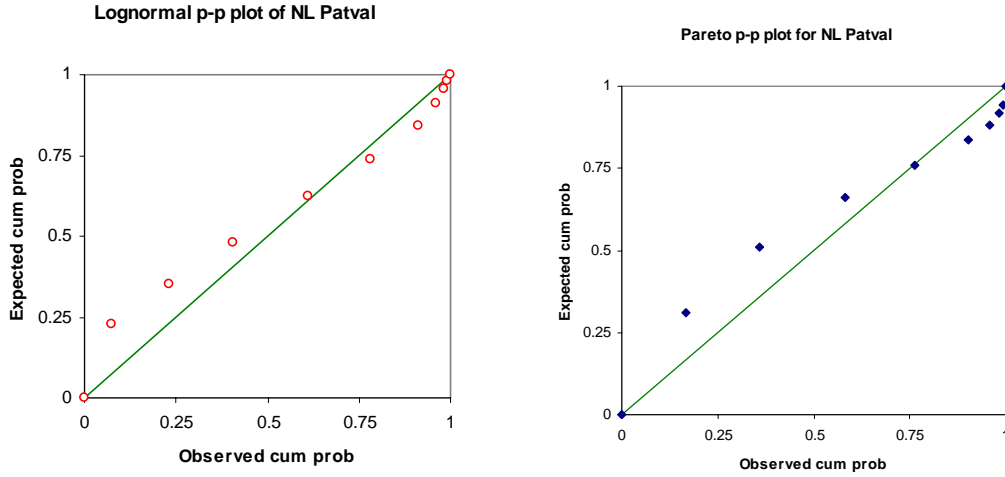 Lognormal p-p plot of NL Patval
1
0.75
0.5
0.25
0
0 0.25 0.5 0.75 1
Expected cum prob
Observed cum prob
Pareto p-p plot for NL Patval
1
0.75
0.5
0.25
0
0 0.25 0.5 0.75 1
Expected cum prob
Observed cum prob